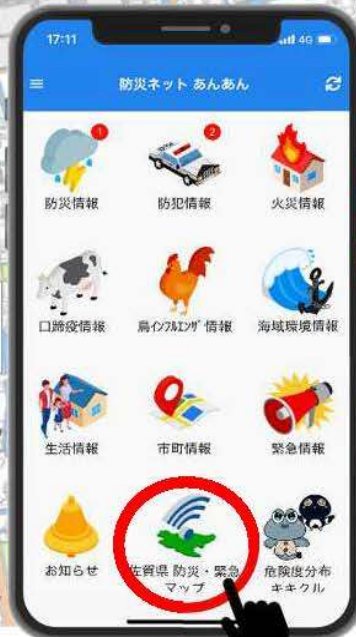 17:11
4G
防災ネット あんあん
1
2
防災情報
防犯情報
火災情報
口蹄疫情報
鳥インフルエンザ情報
海域環境情報
生活情報
市町情報
緊急情報
お知らせ
佐賀県 防災・緊急
マップ
危険度分布
キキクル